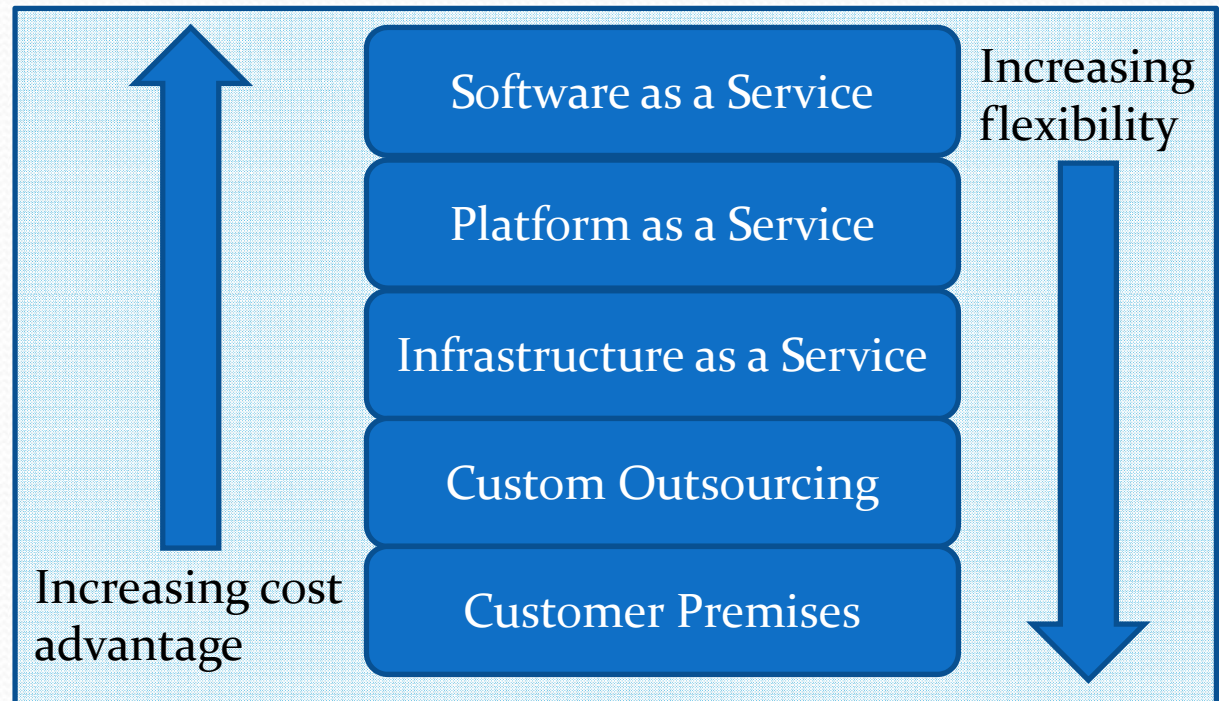 Software as a Service
Increasing
flexibility
Platform as a Service
Infrastructure as a Service
Custom Outsourcing
Increasing cost
advantage
Customer Premises